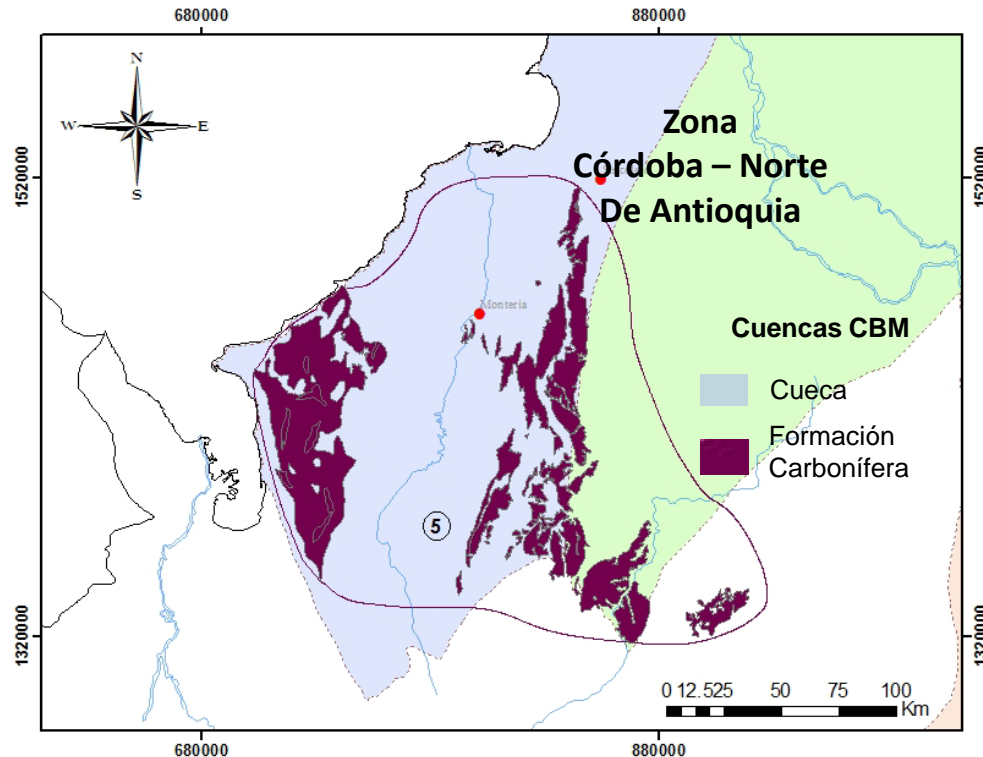 680000
880000
N
W
E
S
Zona
Córdoba – Norte
De Antioquia
1520000
1520000
Montería
Cuencas CBM
Cueca
Formación
Carbonífera
5
1320000
1320000
0 12.525 50 75 100
Km
680000
880000